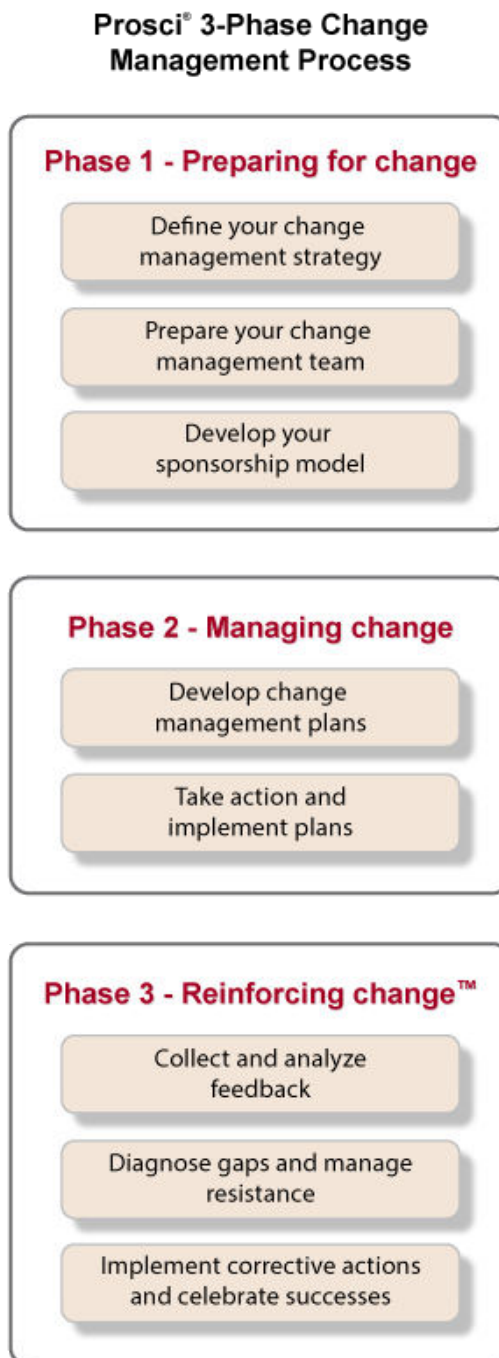 Prosci® 3-Phase Change
Management Process
Phase 1 - Preparing for change
Define your change
management strategy
Prepare your change
management team
Develop your
sponsorship model
Phase 2 - Managing change
Develop change
management plans
Take action and
implement plans
Phase 3 - Reinforcing change™
Collect and analyze
feedback
Diagnose gaps and manage
resistance
Implement corrective actions
and celebrate successes